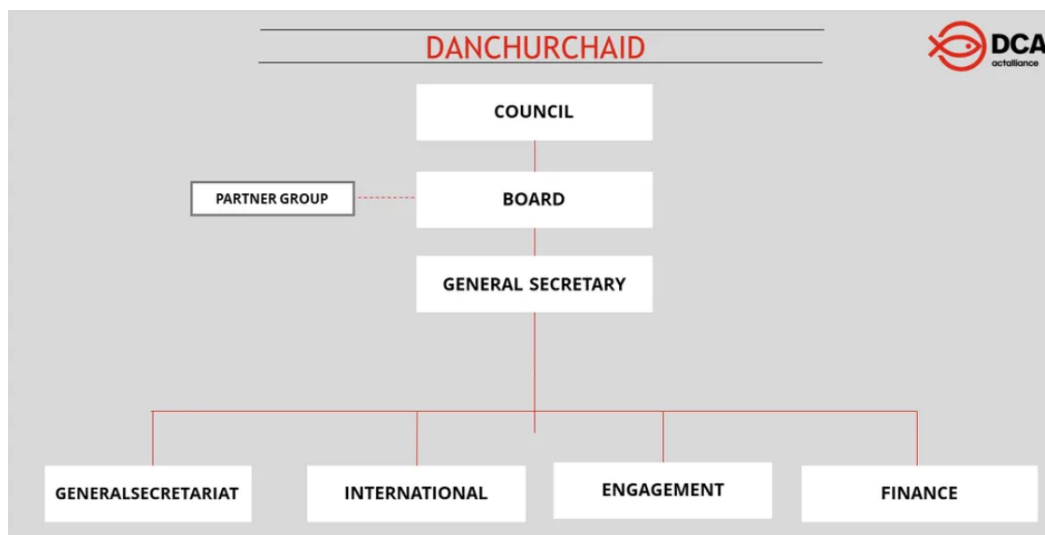 DANCHURCHAID
DCA
actalliance
COUNCIL
PARTNER GROUP
BOARD
GENERAL SECRETARY
GENERALSECRETARIAT
INTERNATIONAL
ENGAGEMENT
FINANCE